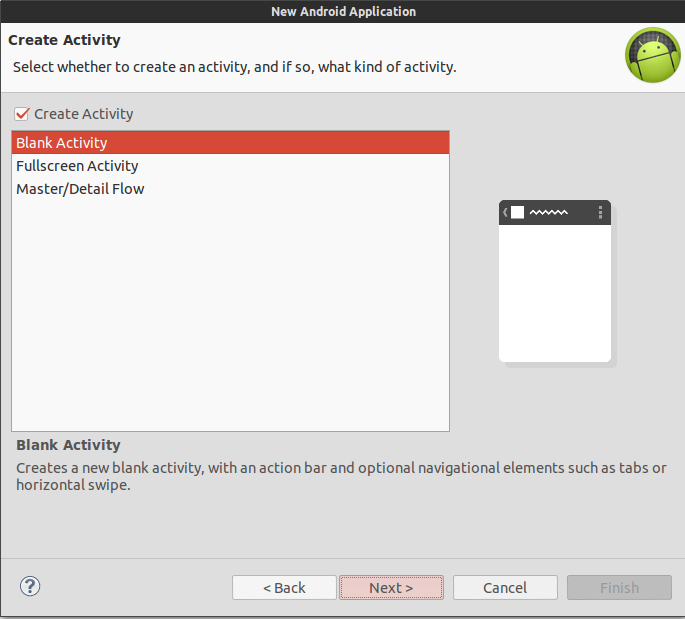 New Android Application
Create Activity
Select whether to create an activity, and if so, what kind of activity.
Create Activity
Blank Activity
Fullscreen Activity
Master/Detail Flow
Blank Activity
Creates a new blank activity, with an action bar and optional navigational elements such as tabs or
horizontal swipe.
?
< Back
Next >
Cancel
Finish